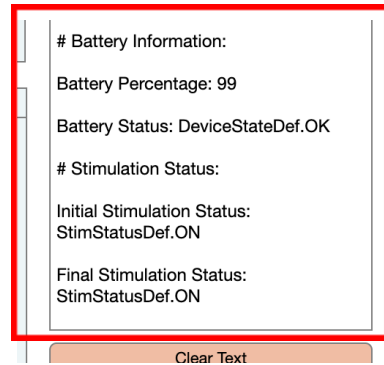 # Battery Information:
Battery Percentage: 99
Battery Status: DeviceStateDef.OK
# Stimulation Status:
Initial Stimulation Status:
StimStatusDef.ON
Final Stimulation Status:
StimStatusDef.ON
Clear Text